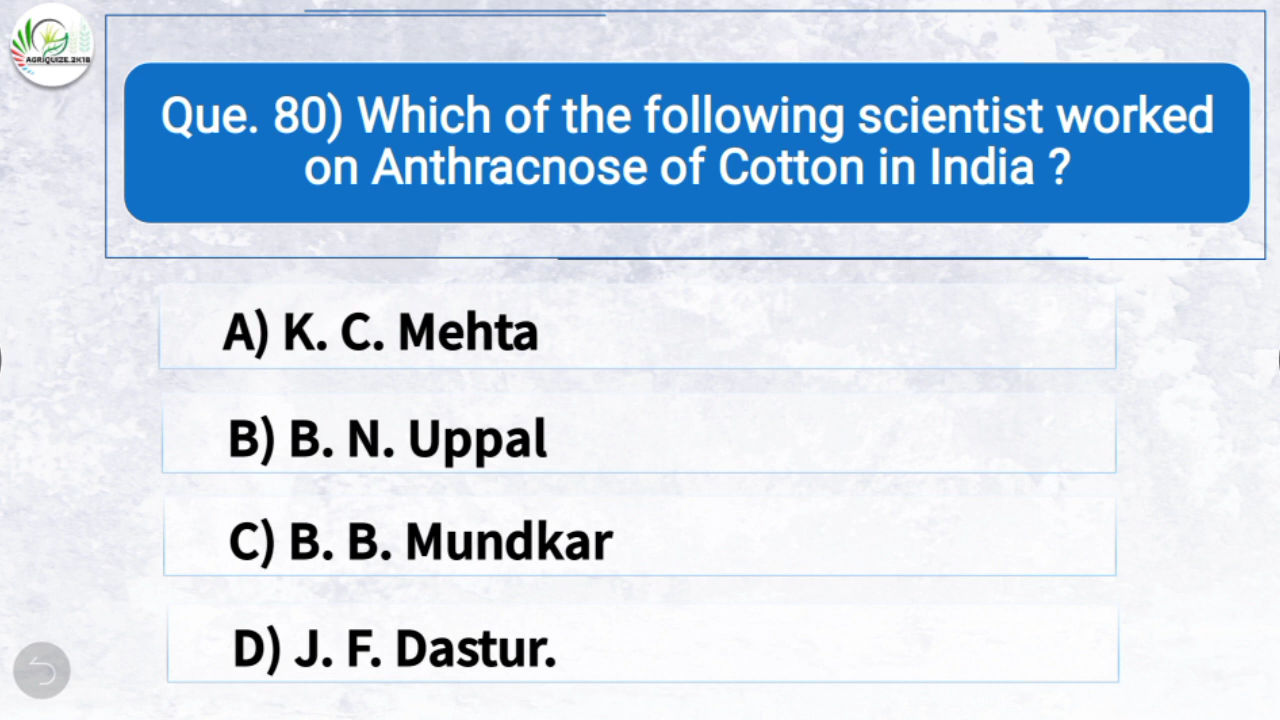 AGRIQUIZE.2K18
Que. 80) Which of the following scientist worked
on Anthracnose of Cotton in India ?
A) K. C. Mehta
B) B. N. Uppal
C) B. B. Mundkar
D) J. F. Dastur.